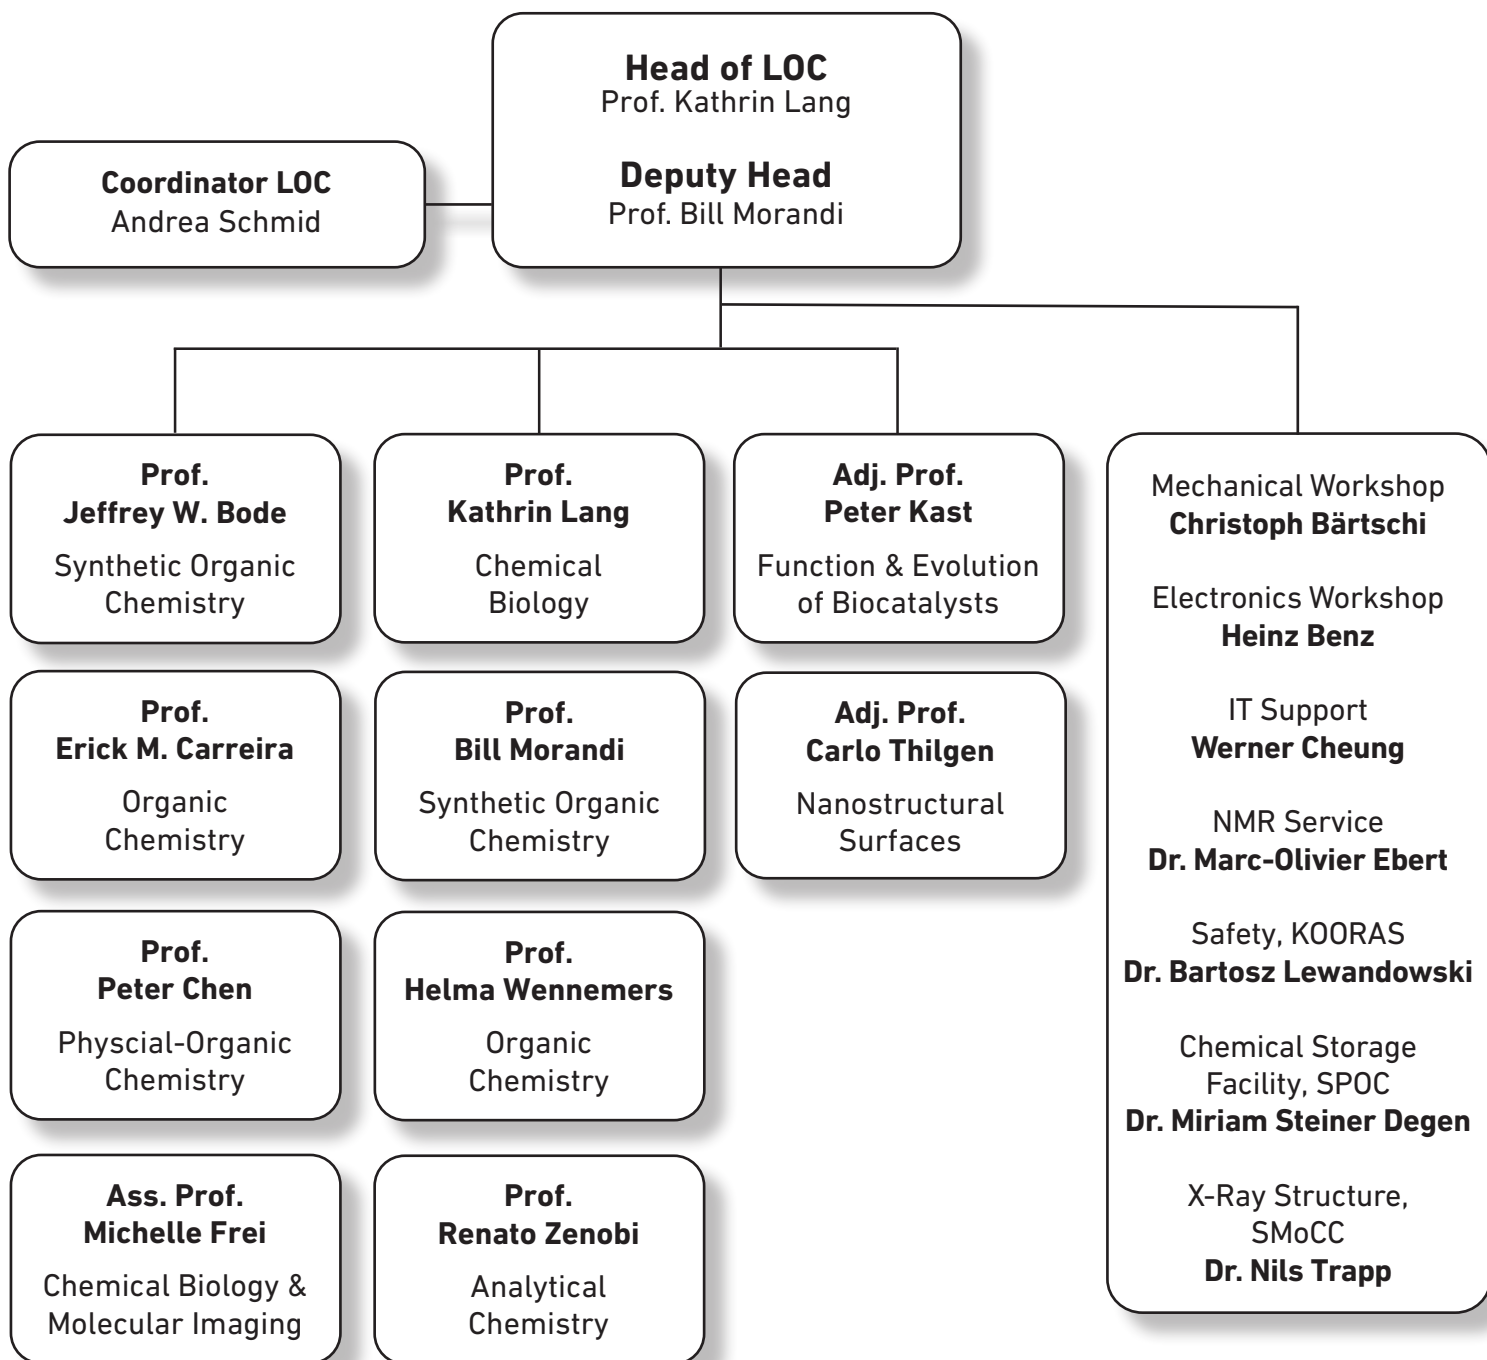 Head of LOC
Prof. Kathrin Lang
Deputy Head
Prof. Bill Morandi
Coordinator LOC
Andrea Schmid
Prof.
Jeffrey W. Bode
Synthetic Organic
Chemistry
Prof.
Erick M. Carreira
Organic
Chemistry
Prof.
Peter Chen
Physcial-Organic
Chemistry
Ass. Prof.
Michelle Frei
Chemical Biology &
Molecular Imaging
Prof.
Kathrin Lang
Chemical
Biology
Prof.
Bill Morandi
Synthetic Organic
Chemistry
Prof.
Helma Wennemers
Organic
Chemistry
Prof.
Renato Zenobi
Analytical
Chemistry
Adj. Prof.
Peter Kast
Function & Evolution
of Biocatalysts
Adj. Prof.
Carlo Thilgen
Nanostructural
Surfaces
Mechanical Workshop
Christoph Bärtschi
Electronics Workshop
Heinz Benz
IT Support
Werner Cheung
NMR Service
Dr. Marc-Olivier Ebert
Safety, KOORAS
Dr. Bartosz Lewandowski
Chemical Storage
Facility, SPOC
Dr. Miriam Steiner Degen
X-Ray Structure,
SMoCC
Dr. Nils Trapp